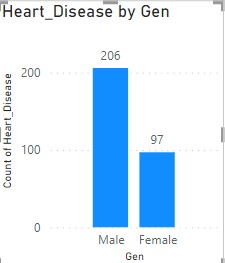 Heart_Disease by Gen
Count of Heart_Disease
200
100
0
206
97
Male Female
Gen